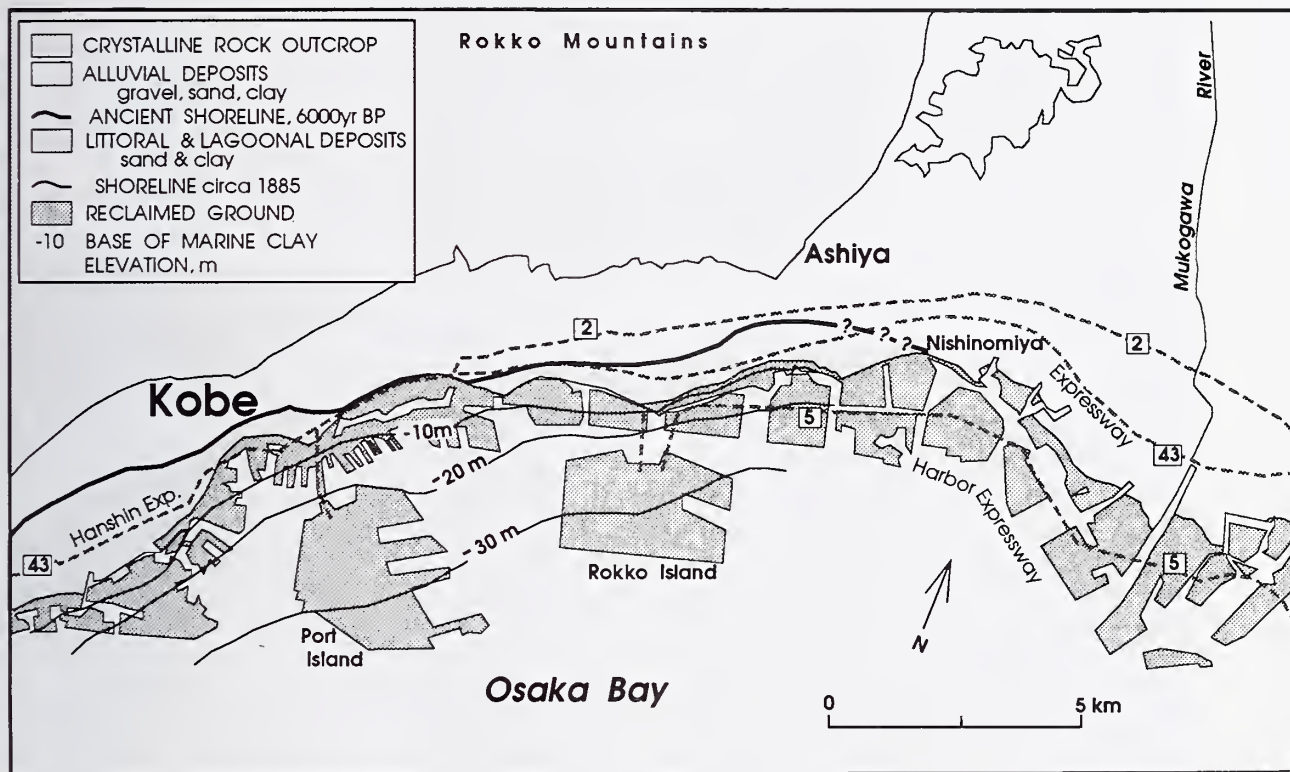 CRYSTALLINE ROCK OUTCROP
ALLUVIAL DEPOSITS
gravel, sand, clay
ANCIENT SHORELINE, 6000yr BP
LITTORAL & LAGOONAL DEPOSITS
sand & clay
SHORELINE circa 1885
RECLAIMED GROUND
-10 BASE OF MARINE CLAY
ELEVATION, m
Rokko Mountains
River
Mukogawa
Ashiya
2
? ? ?
Nishinomiya
2
Kobe
Expressway
5
-10m
43
-20 m
Harbor Expressway
Hanshin Exp.
-30 m
43
5
Rokko Island
N
Port
Island
Osaka Bay
0 5 km